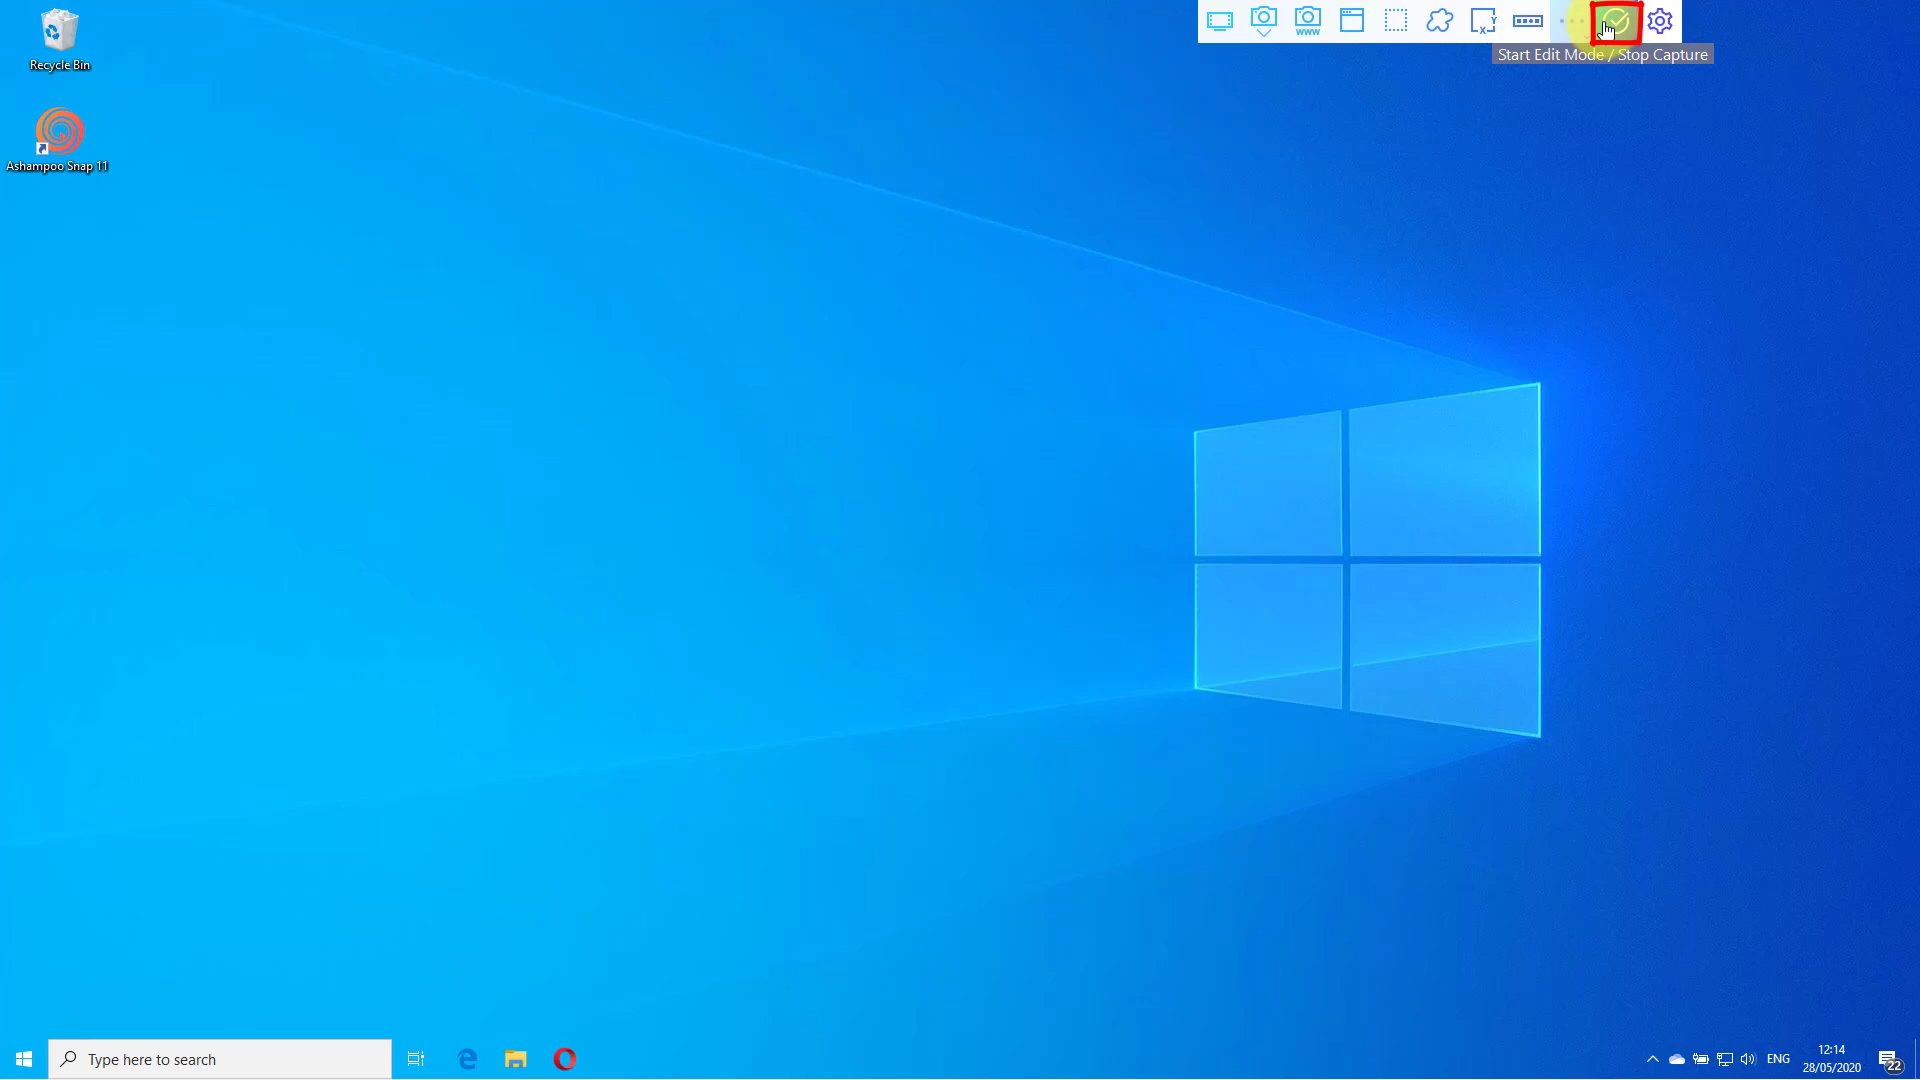 www
X
Y
Start Edit Mode / Stop Capture
Recycle Bin
Ashampoo Snap 11
Type here to search
ENG
12:14
28/05/2020
22